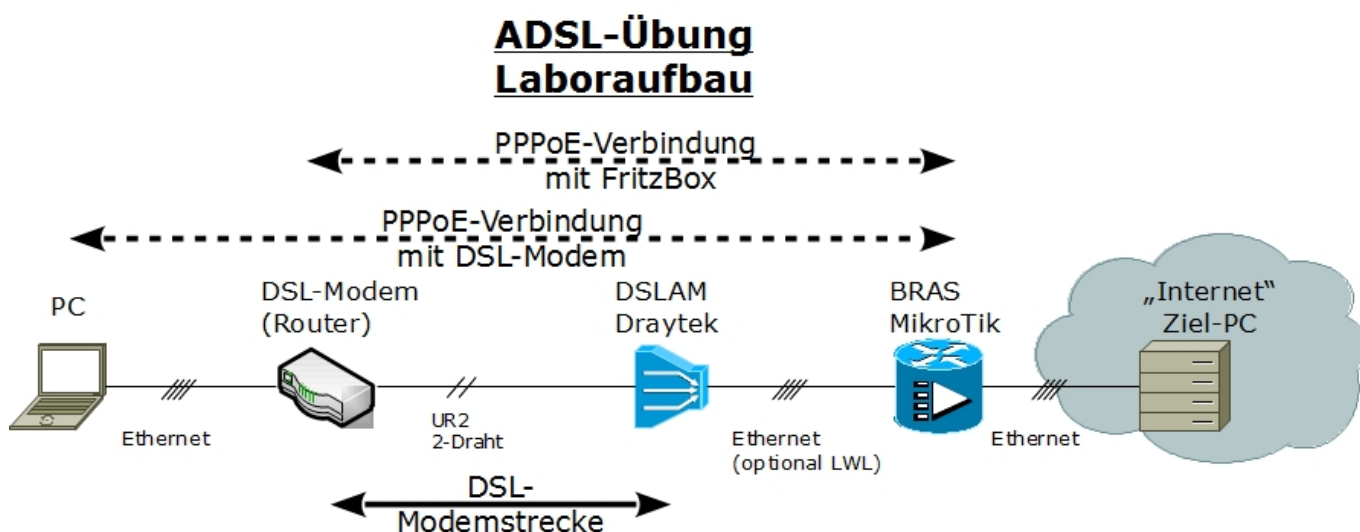 ADSL-Übung
Laboraufbau
PPPoE-Verbindung
mit FritzBox
PPPoE-Verbindung
mit DSL-Modem
PC
DSL-Modem
(Router)
DSLAM
Draytek
BRAS
MikroTik
„Internet“
Ziel-PC
Ethernet
UR2
2-Draht
Ethernet
(optional LWL)
Ethernet
DSL-
Modemstrecke